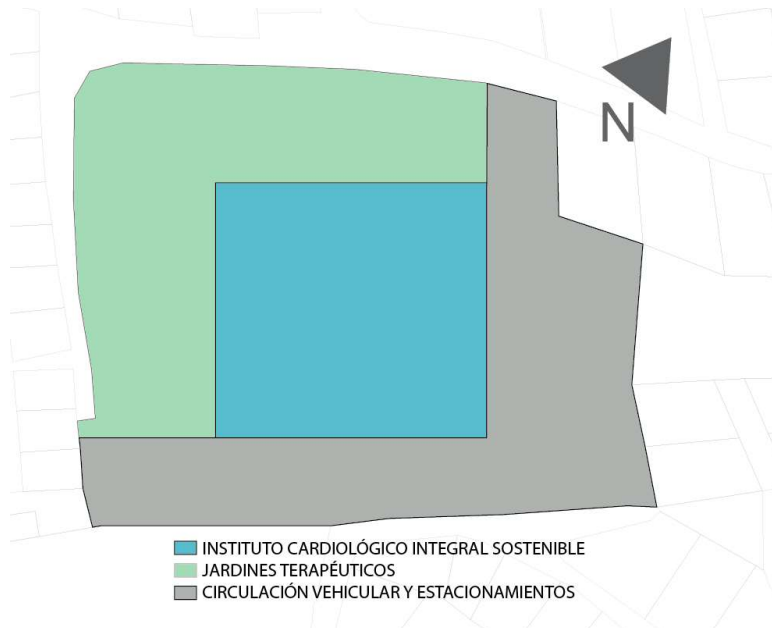 N
INSTITUTO CARDIOLÓGICO INTEGRAL SOSTENIBLE
JARDINES TERAPÉUTICOS
CIRCULACIÓN VEHICULAR Y ESTACIONAMIENTOS